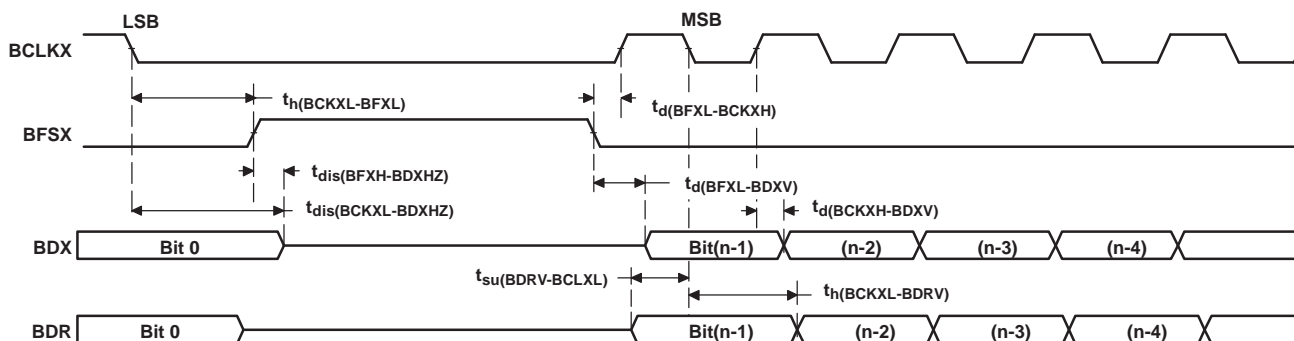 LSB
MSB
BCLKX
th(BCKXL-BFXL)
td(BFXL-BCKXH)
BFSX
tdis(BFXH-BDXHZ)
td(BFXL-BDXV)
tdis(BCKXL-BDXHZ)
td(BCKXH-BDXV)
BDX Bit 0 Bit(n-1) (n-2) (n-3) (n-4)
tsu(BDRV-BCLXL)
th(BCKXL-BDRV)
BDR Bit 0 Bit(n-1) (n-2) (n-3) (n-4)